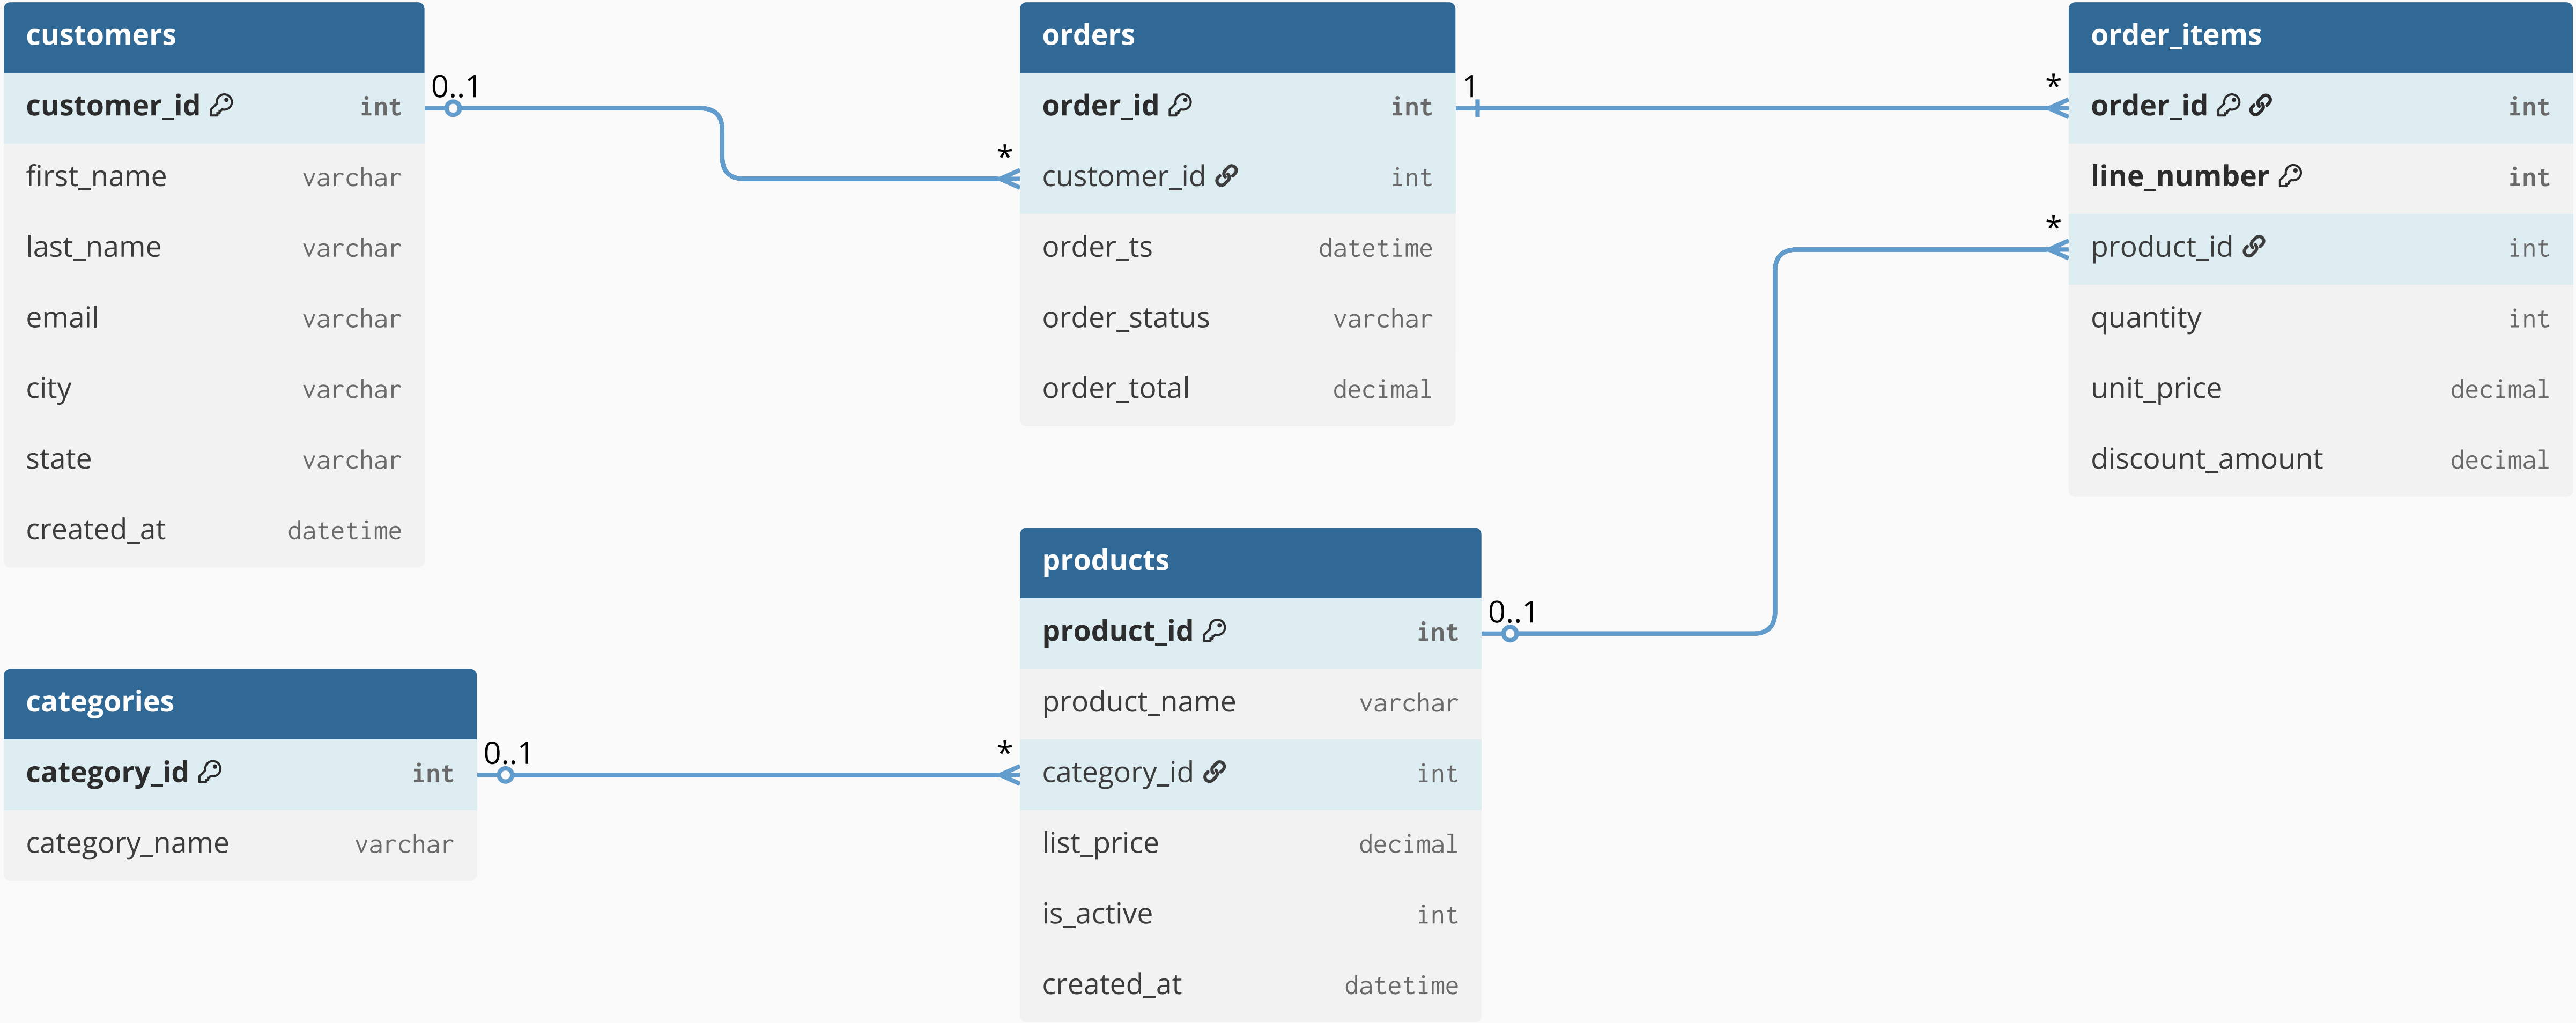 customers
customer_id int
first_name varchar
last_name varchar
email varchar
city varchar
state varchar
created_at datetime
0..1
*
orders
order_id int
customer_id int
order_ts datetime
order_status varchar
order_total decimal
1
*
order_items
order_id int
line_number int
product_id int
quantity int
unit_price decimal
discount_amount decimal
*
categories
category_id int
category_name varchar
0..1
*
products
product_id int
product_name varchar
category_id int
list_price decimal
is_active int
created_at datetime
0..1